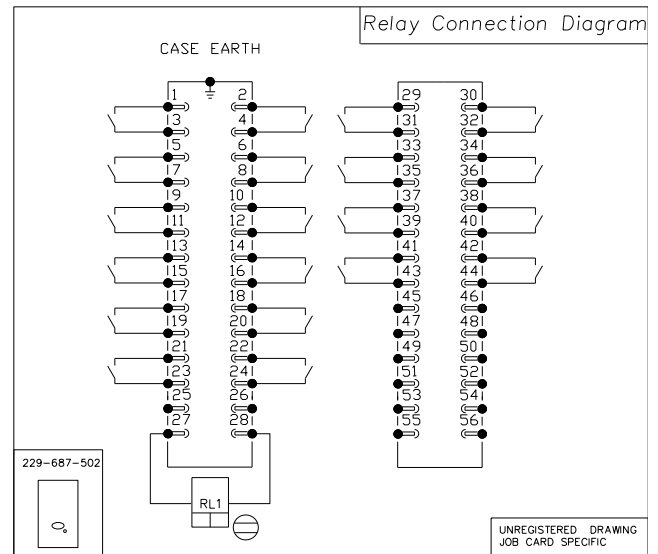 Relay Connection Diagram
CASE EARTH
1 2 29 30
3 4 31 32
5 6 33 34
7 8 35 36
9 10 37 38
11 12 39 40
13 14 41 42
15 16 43 44
17 18 45 46
19 20 47 48
21 22 49 50
23 24 51 52
25 26 53 54
27 28 55 56
229-687-502
RL1
UNREGISTERED DRAWING
JOB CARD SPECIFIC